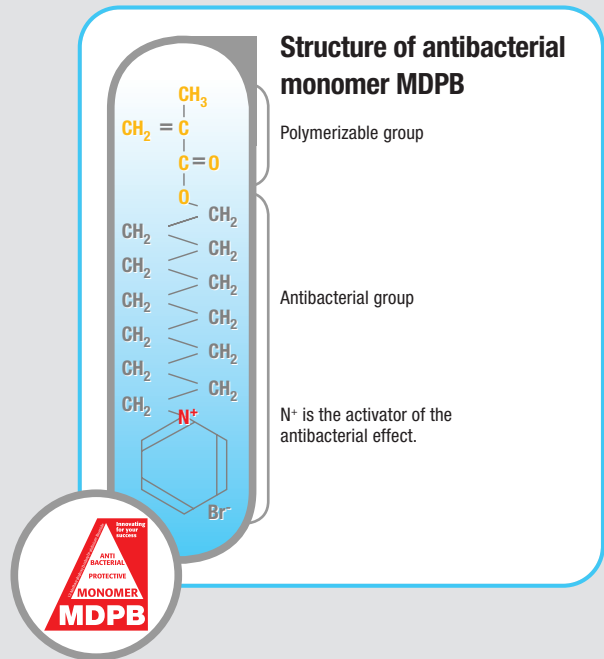 Structure of antibacterial
monomer MDPB
Polymerizable group
Antibacterial group
N⁺ is the activator of the
antibacterial effect.
CH₃
CH₂ = C
C=O
O
CH₂
CH₂
CH₂
CH₂
CH₂
CH₂
CH₂
CH₂
CH₂
CH₂
CH₂
CH₂
N⁺
Br⁻
Innovating
for your
success
ANTI
BACTERIAL
PROTECTIVE
MONOMER
MDPB